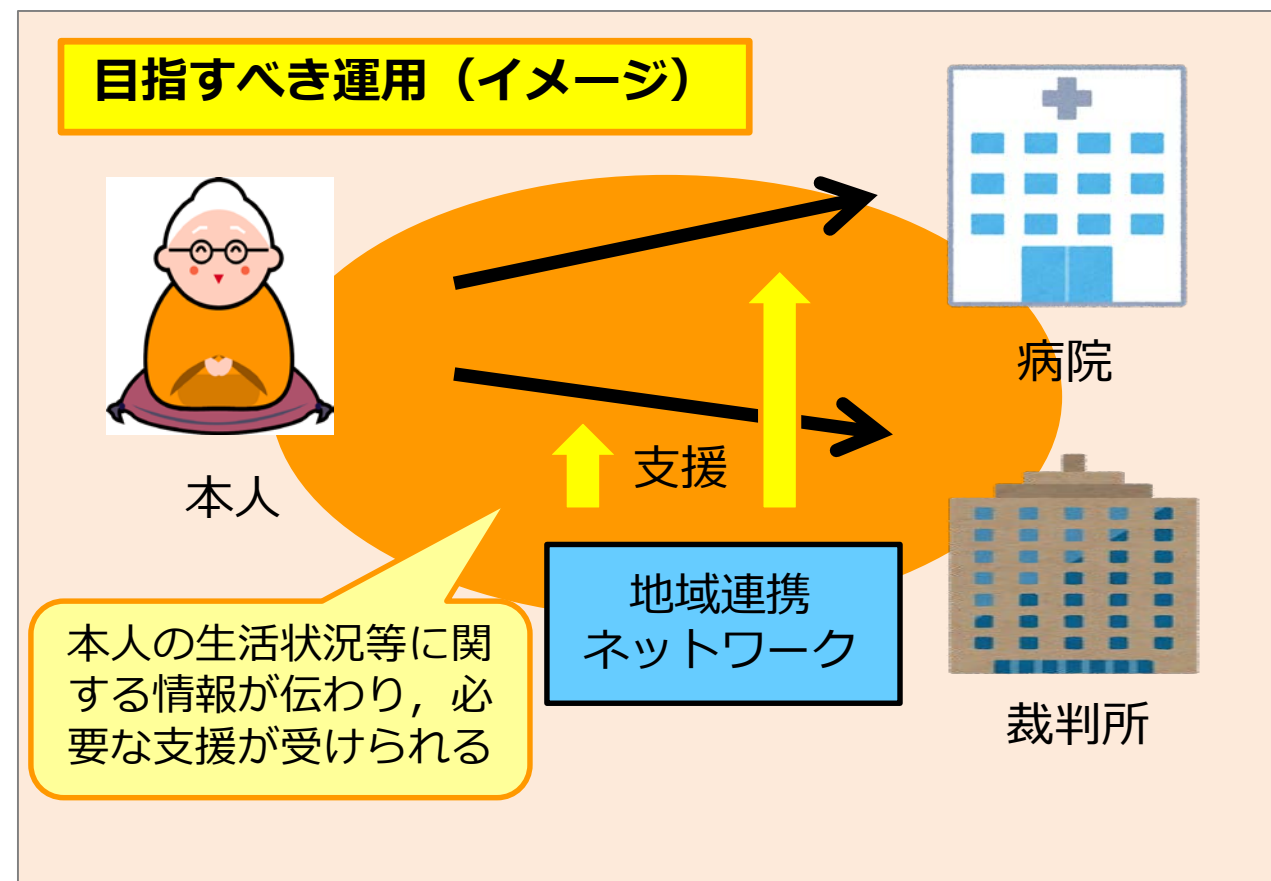 目指すべき運用（イメージ）
病院
本人
支援
地域連携
ネットワーク
本人の生活状況等に関
する情報が伝わり，必
要な支援が受けられる
裁判所